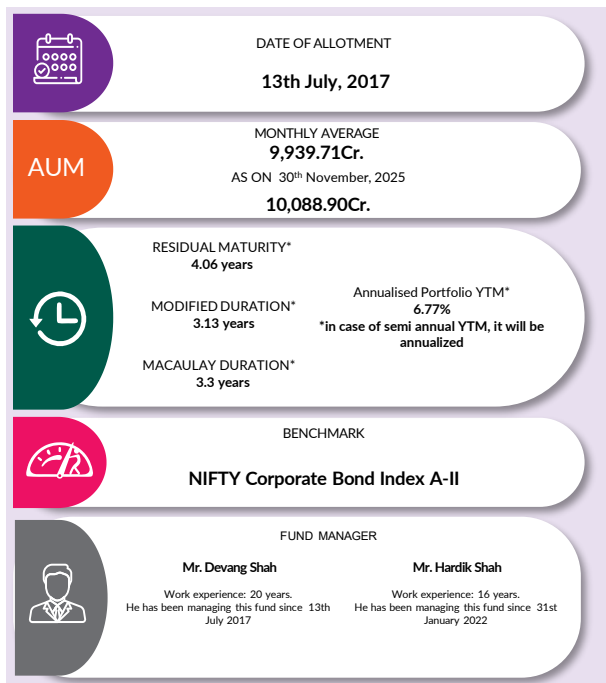 DATE OF ALLOTMENT
13th July, 2017
AUM
MONTHLY AVERAGE
9,939.71Cr.
AS ON 30th November, 2025
10,088.90Cr.
RESIDUAL MATURITY*
4.06 years
MODIFIED DURATION*
3.13 years
MACAULAY DURATION*
3.3 years
Annualised Portfolio YTM*
6.77%
*in case of semi annual YTM, it will be
annualized
BENCHMARK
NIFTY Corporate Bond Index A-II
FUND MANAGER
Mr. Devang Shah
Work experience: 20 years.
He has been managing this fund since 13th
July 2017
Mr. Hardik Shah
Work experience: 16 years.
He has been managing this fund since 31st
January 2022